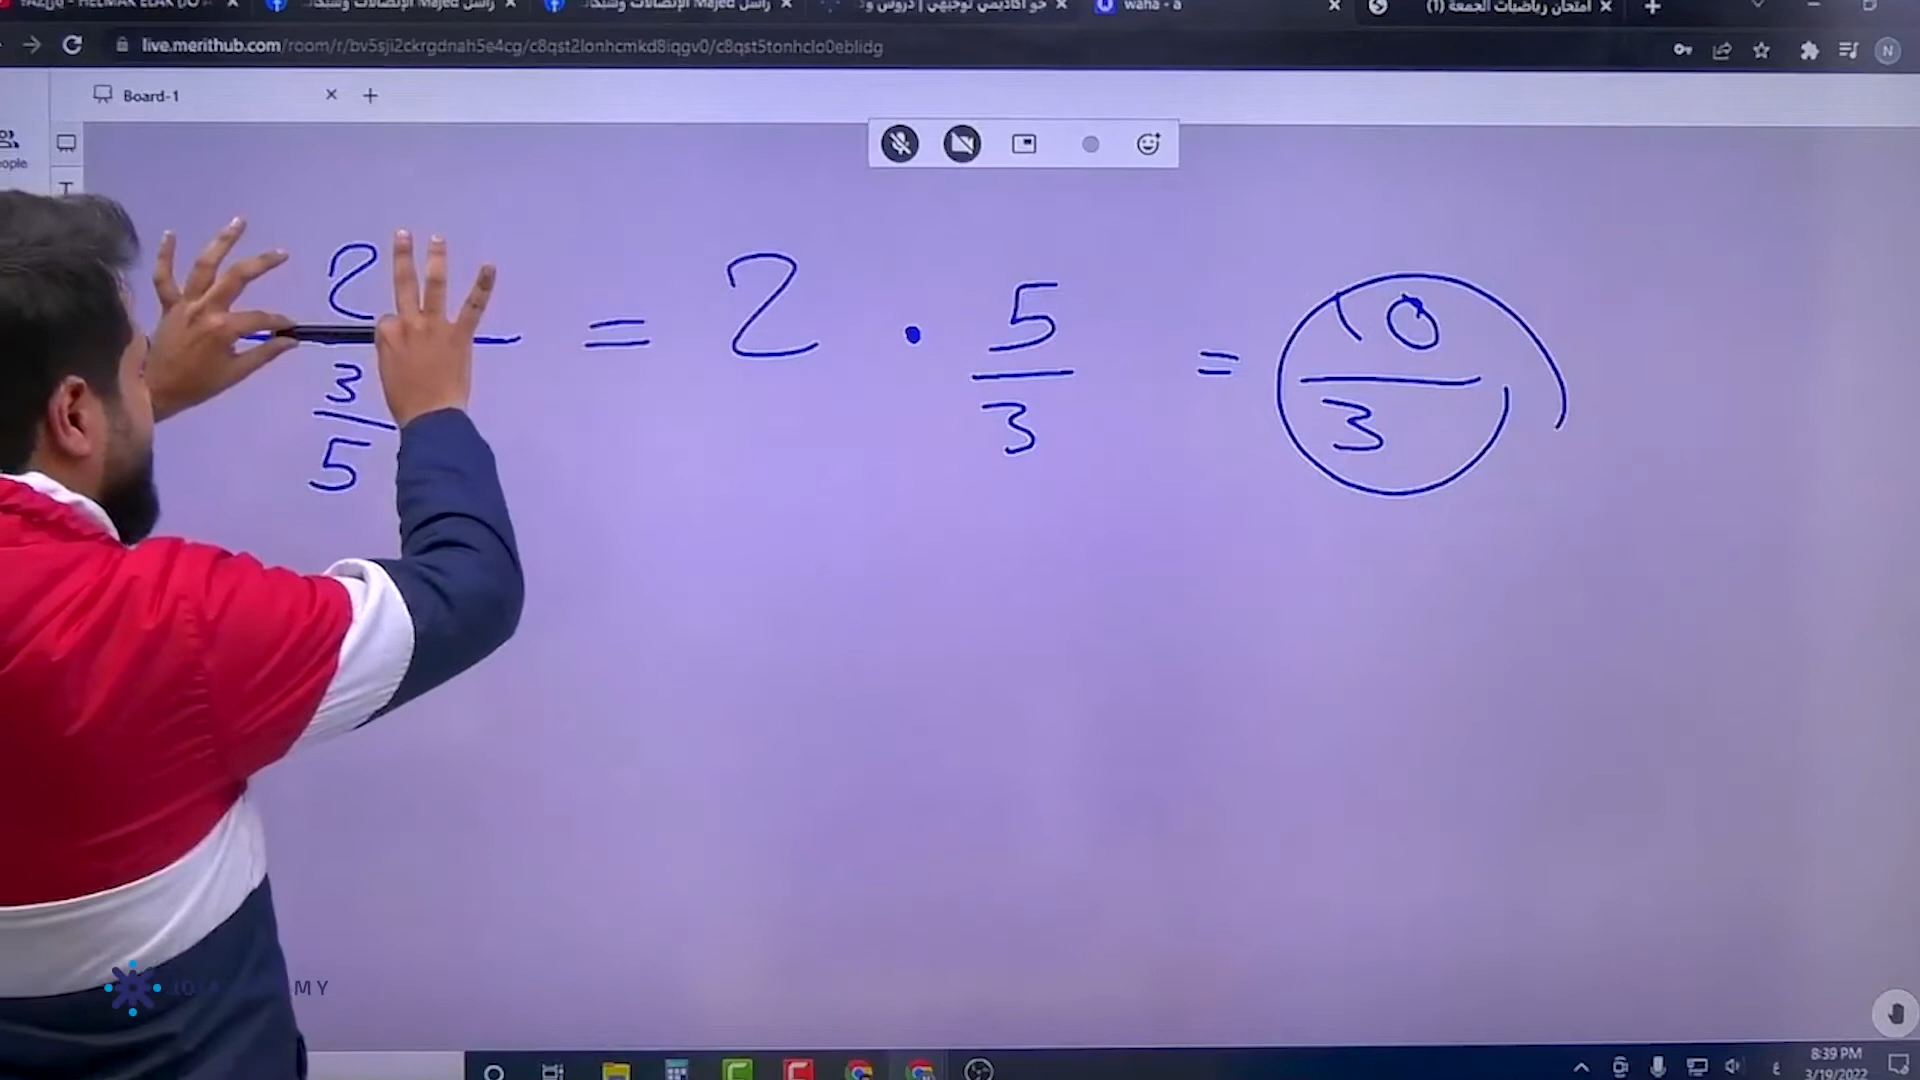 live.merithub.com/room/r/bv5sji2ckrgdnah5e4cg/c8qst2lonhcmkd8iqgv0/c8qst5tonhclo0eblidg
waha - a
امتحان رياضيات الجمعة (1)
N
Board-1
2
3
5
=
2
.
5
3
=
10
3
8:39 PM
3/19/2022